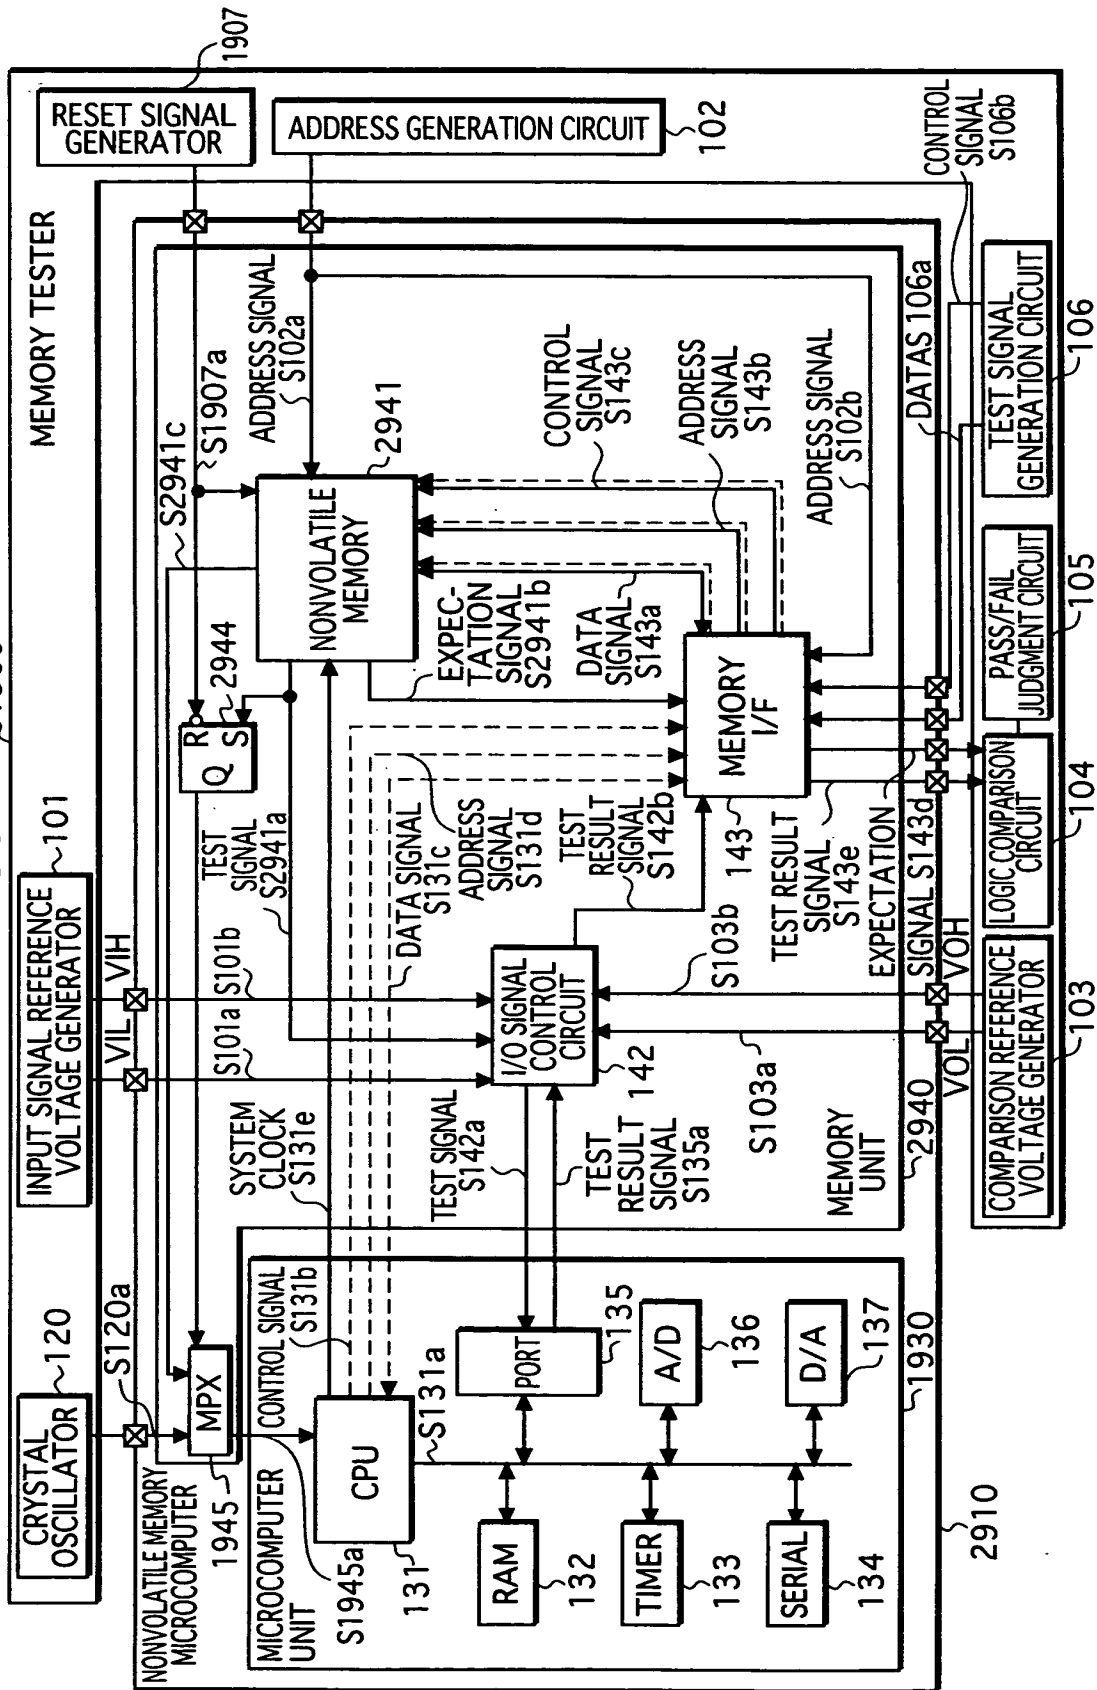 MEMORY TESTER
CRYSTAL
OSCILLATOR
120
S120a
INPUT SIGNAL REFERENCE
VOLTAGE GENERATOR
101
VIL
VIH
S101a
S101b
RESET SIGNAL
GENERATOR
1907
ADDRESS GENERATION CIRCUIT
102
NONVOLATILE MEMORY
MICROCOMPUTER
MPX
1945
S1945a
R
S
Q
2944
S2941c
S1907a
ADDRESS SIGNAL
S102a
TEST
SIGNAL
S2941a
NONVOLATILE
MEMORY
2941
SYSTEM
CLOCK
S131e
CONTROL SIGNAL
S131b
DATA SIGNAL
S131c
ADDRESS
SIGNAL
S131d
EXPEC-
TATION
SIGNAL
S2941b
DATA
SIGNAL
S143a
CONTROL
SIGNAL
S143c
ADDRESS
SIGNAL
S143b
ADDRESS SIGNAL
S102b
MICROCOMPUTER
UNIT
CPU
131
S131a
RAM
132
TIMER
133
SERIAL
134
PORT
135
A/D
136
D/A
137
1930
TEST SIGNAL
S142a
TEST
RESULT
SIGNAL
S135a
I/O SIGNAL
CONTROL
CIRCUIT
142
TEST
RESULT
SIGNAL
S142b
MEMORY
I/F
143
S103a
S103b
TEST RESULT
SIGNAL
S143e
EXPECTATION
SIGNAL S143d
DATAS 106a
CONTROL
SIGNAL
S106b
MEMORY
UNIT
2940
2910
VOL
VOH
COMPARISON REFERENCE
VOLTAGE GENERATOR
103
LOGIC COMPARISON
CIRCUIT
104
PASS/FAIL
JUDGMENT CIRCUIT
105
TEST SIGNAL
GENERATION CIRCUIT
106